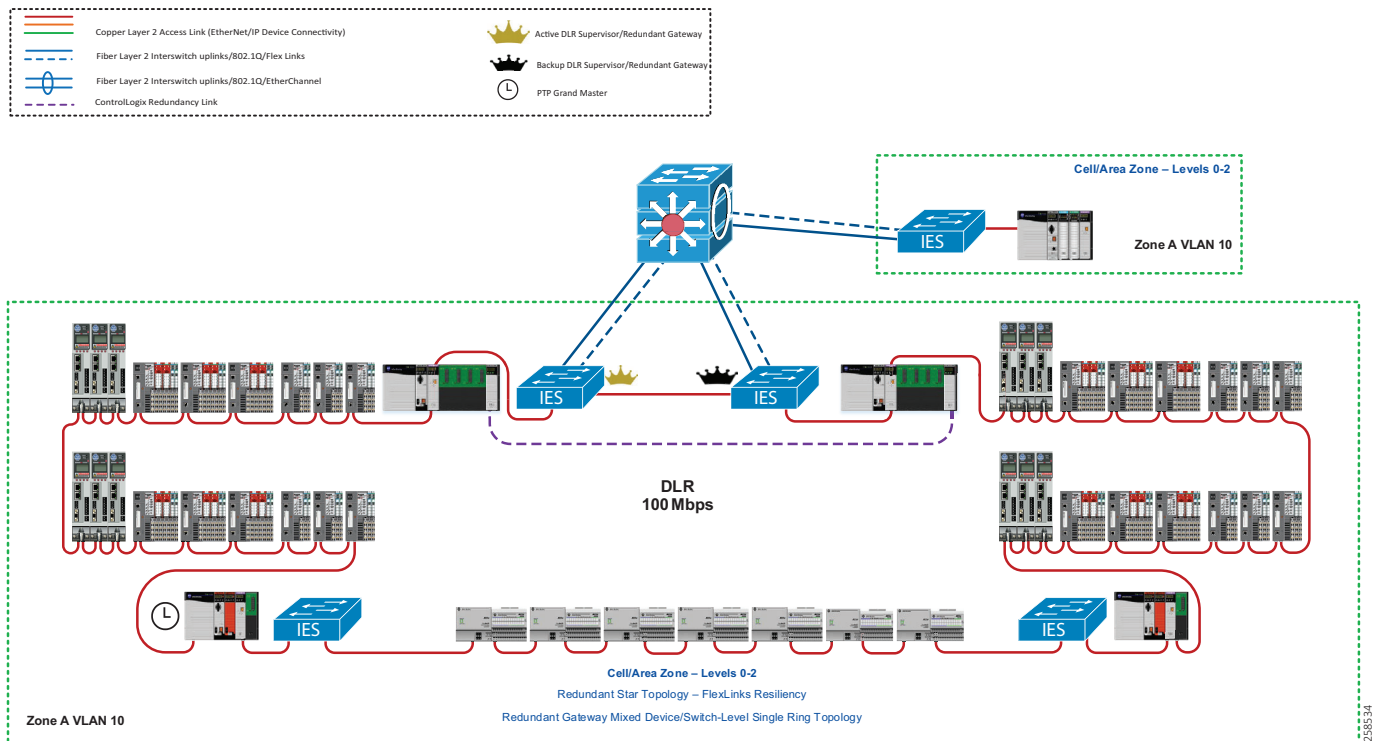 Copper Layer 2 Access Link (EtherNet/IP Device Connectivity)
Fiber Layer 2 Interswitch uplinks/802.1Q/Flex Links
Fiber Layer 2 Interswitch uplinks/802.1Q/EtherChannel
ControlLogix Redundancy Link
Active DLR Supervisor/Redundant Gateway
Backup DLR Supervisor/Redundant Gateway
PTP Grand Master
Cell/Area Zone – Levels 0-2
IES
Zone A VLAN 10
IES
IES
DLR
100 Mbps
IES
IES
Cell/Area Zone – Levels 0-2
Redundant Star Topology – FlexLinks Resiliency
Redundant Gateway Mixed Device/Switch-Level Single Ring Topology
Zone A VLAN 10
258534